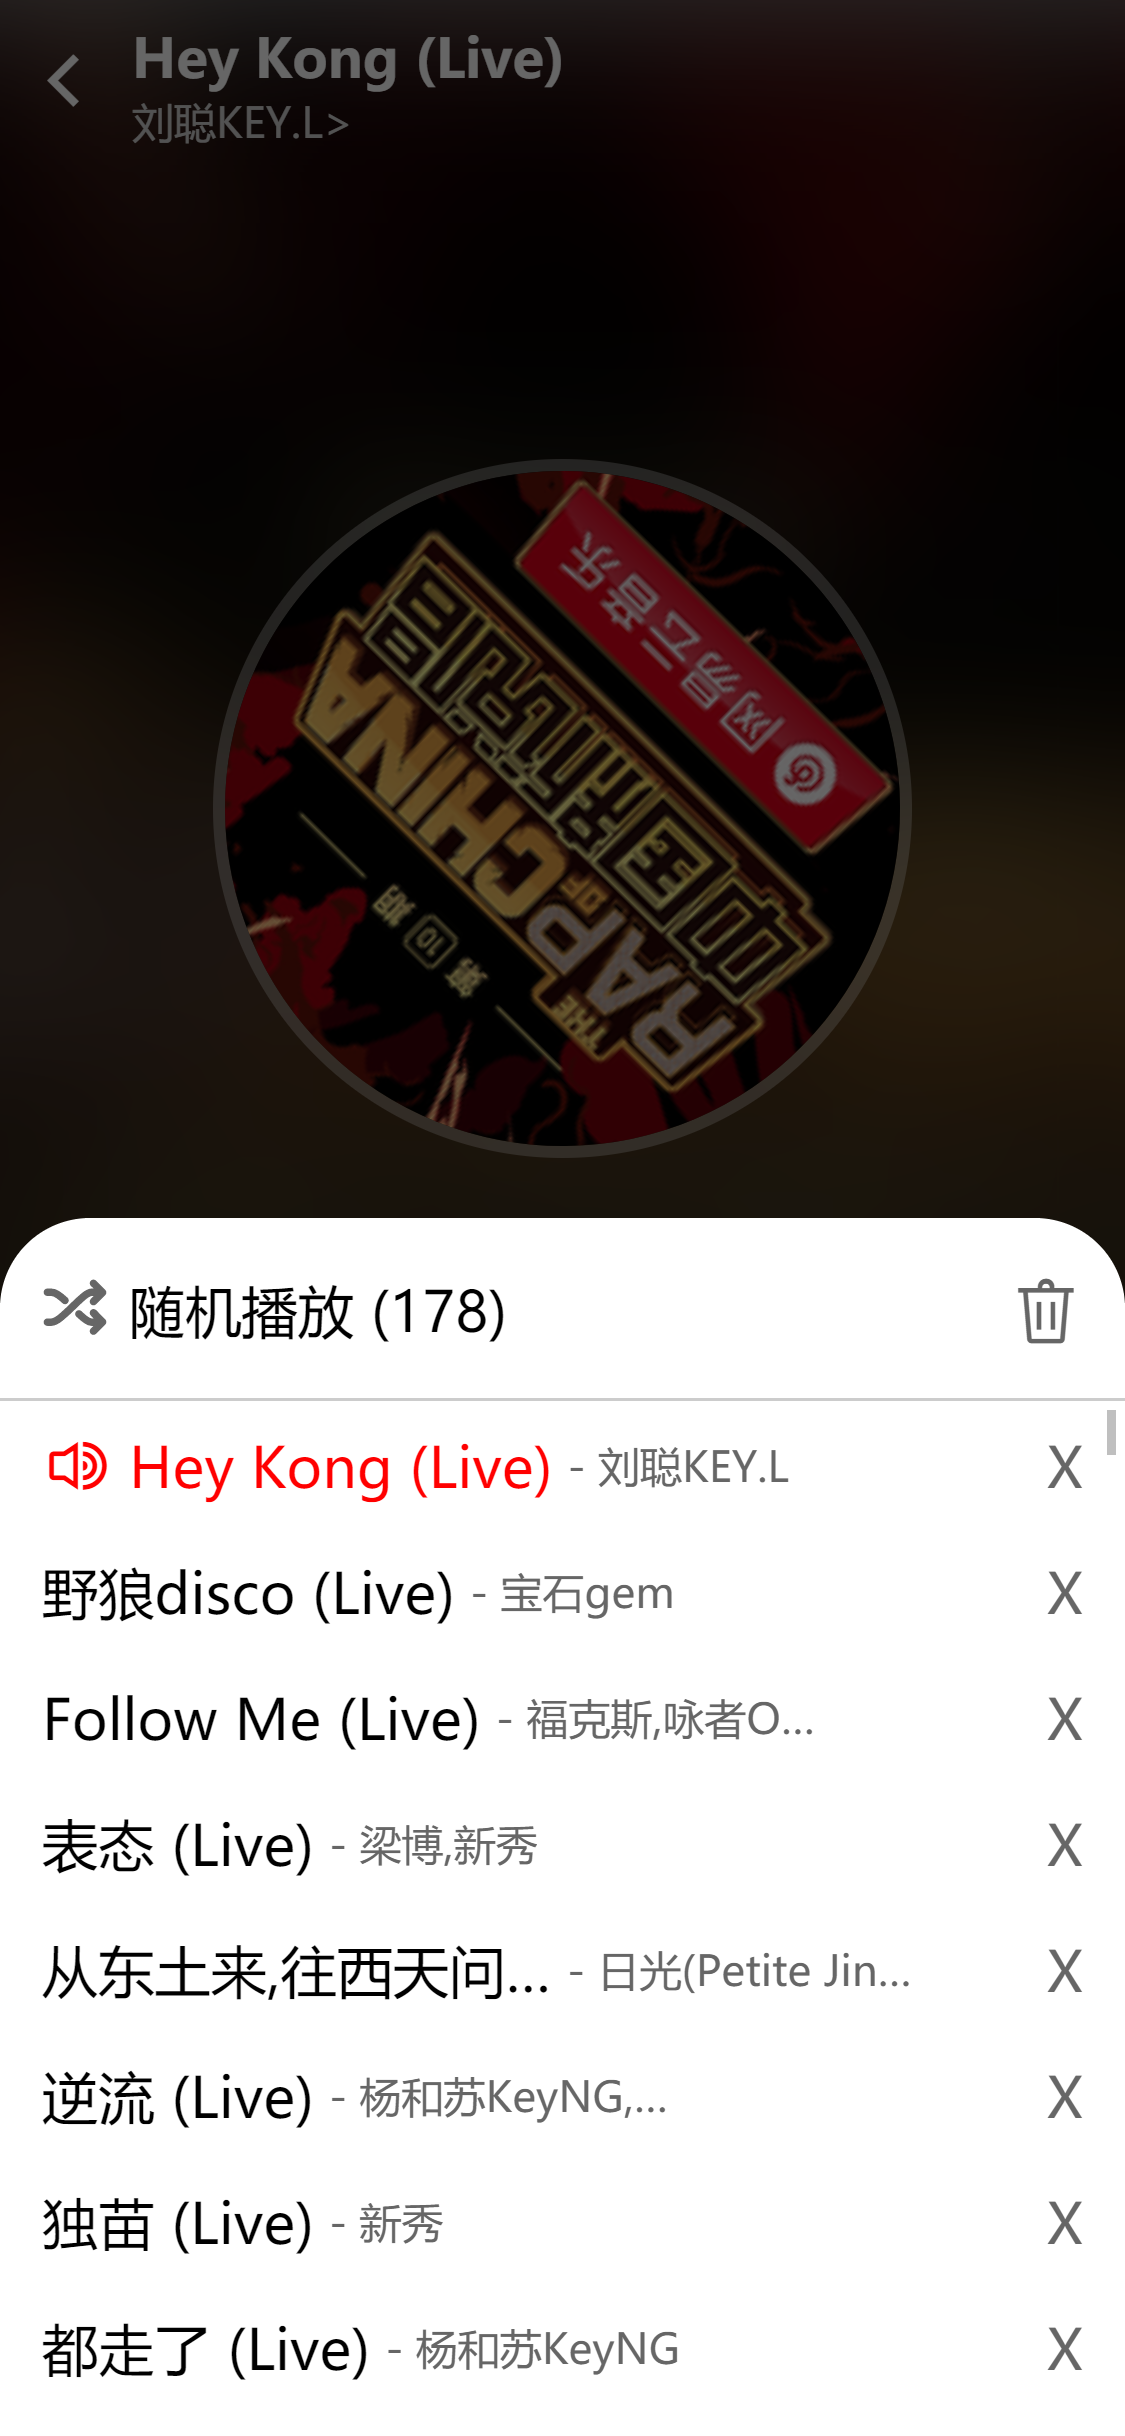 Hey Kong (Live)
刘聪KEY.L>
网易云音乐
中国新说唱
THE RAP OF CHINA
第 10 期
随机播放 (178)
Hey Kong (Live) - 刘聪KEY.L X
野狼disco (Live) - 宝石gem X
Follow Me (Live) - 福克斯,咏者O... X
表态 (Live) - 梁博,新秀 X
从东土来,往西天问... - 日光(Petite Jin... X
逆流 (Live) - 杨和苏KeyNG,... X
独苗 (Live) - 新秀 X
都走了 (Live) - 杨和苏KeyNG X